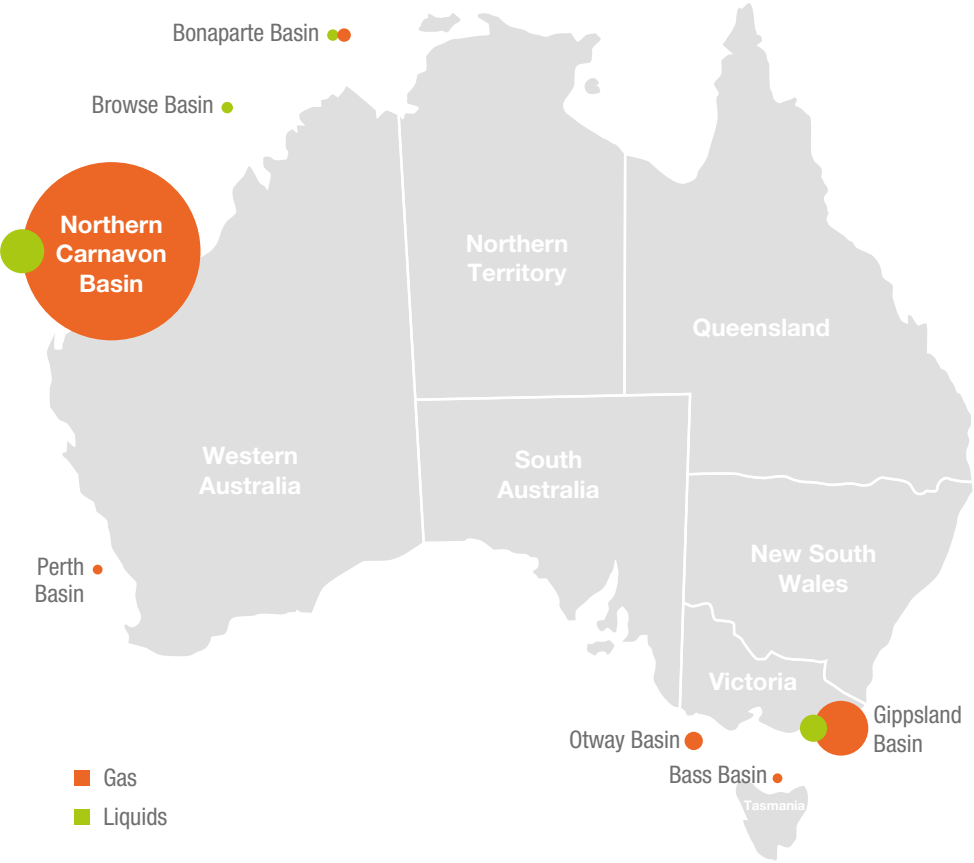 Bonaparte Basin
Browse Basin
Northern
Carnavon
Basin
Northern
Territory
Queensland
Western
Australia
South
Australia
New South
Wales
Perth
Basin
Victoria
Gippsland
Basin
Otway Basin
Bass Basin
Tasmania
Gas
Liquids